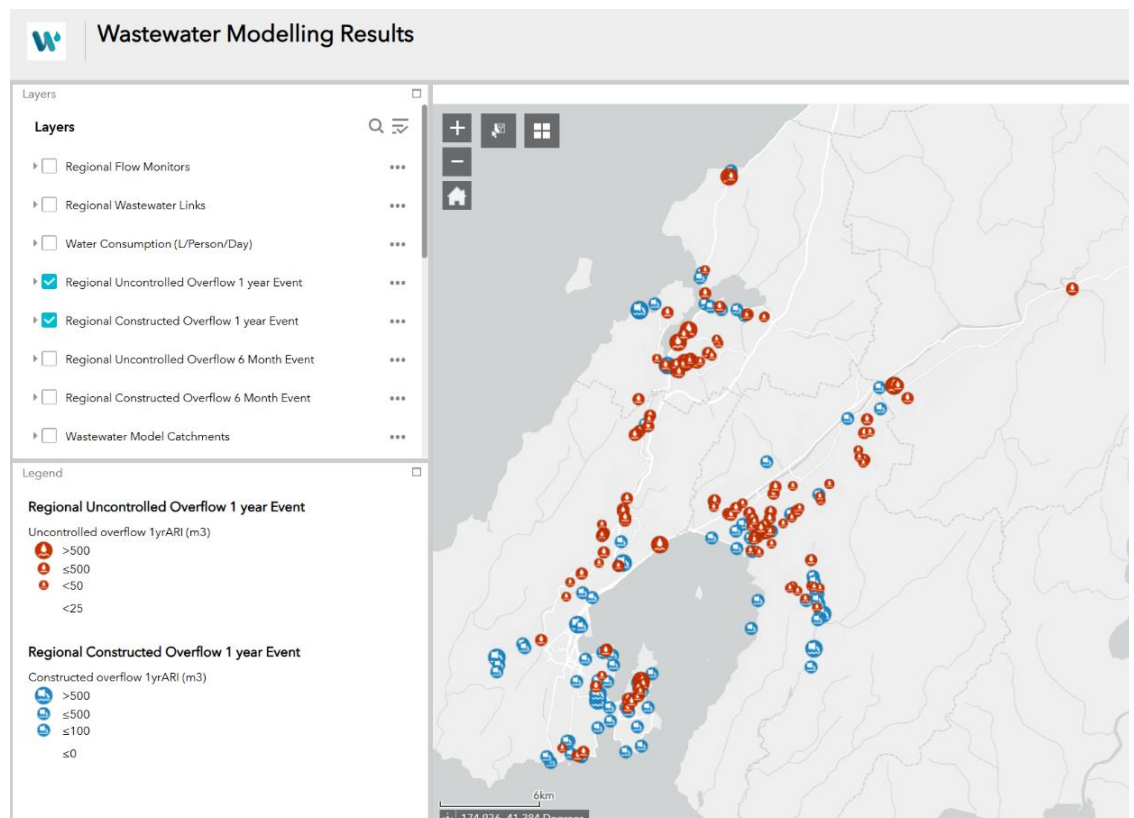 Wastewater Modelling Results
Layers
Layers
Regional Flow Monitors
Regional Wastewater Links
Water Consumption (L/Person/Day)
Regional Uncontrolled Overflow 1 year Event
Regional Constructed Overflow 1 year Event
Regional Uncontrolled Overflow 6 Month Event
Regional Constructed Overflow 6 Month Event
Wastewater Model Catchments
Legend
Regional Uncontrolled Overflow 1 year Event
Uncontrolled overflow 1yrARI (m3)
>500
≤500
<50
<25
Regional Constructed Overflow 1 year Event
Constructed overflow 1yrARI (m3)
>500
≤500
≤100
≤0
6km